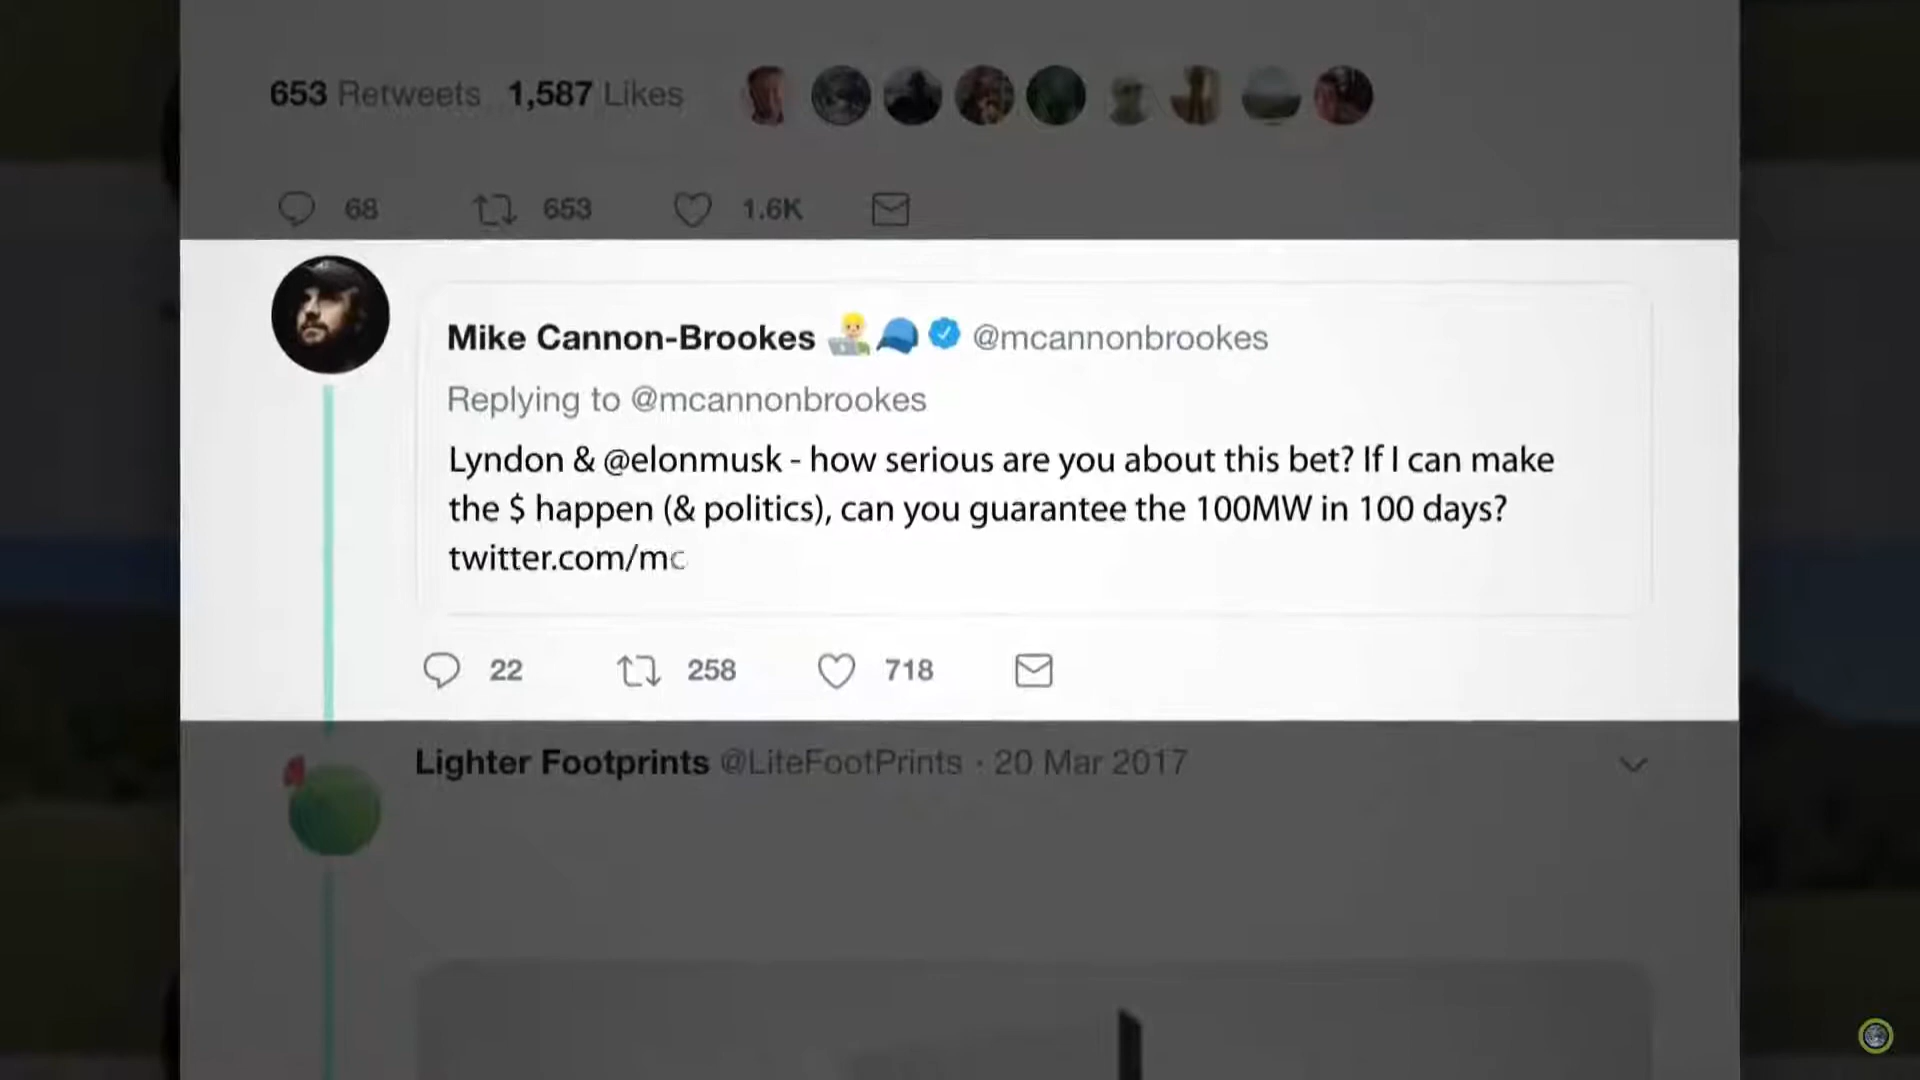 653 Retweets 1,587 Likes
68 653 1.6K
Mike Cannon-Brookes @mcannonbrookes
Replying to @mcannonbrookes
Lyndon & @elonmusk - how serious are you about this bet? If I can make
the $ happen (& politics), can you guarantee the 100MW in 100 days?
twitter.com/mc
22 258 718
Lighter Footprints @LiteFootPrints · 20 Mar 2017